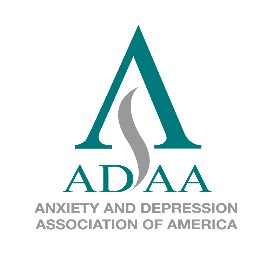 ADAA
ANXIETY AND DEPRESSION
ASSOCIATION OF AMERICA